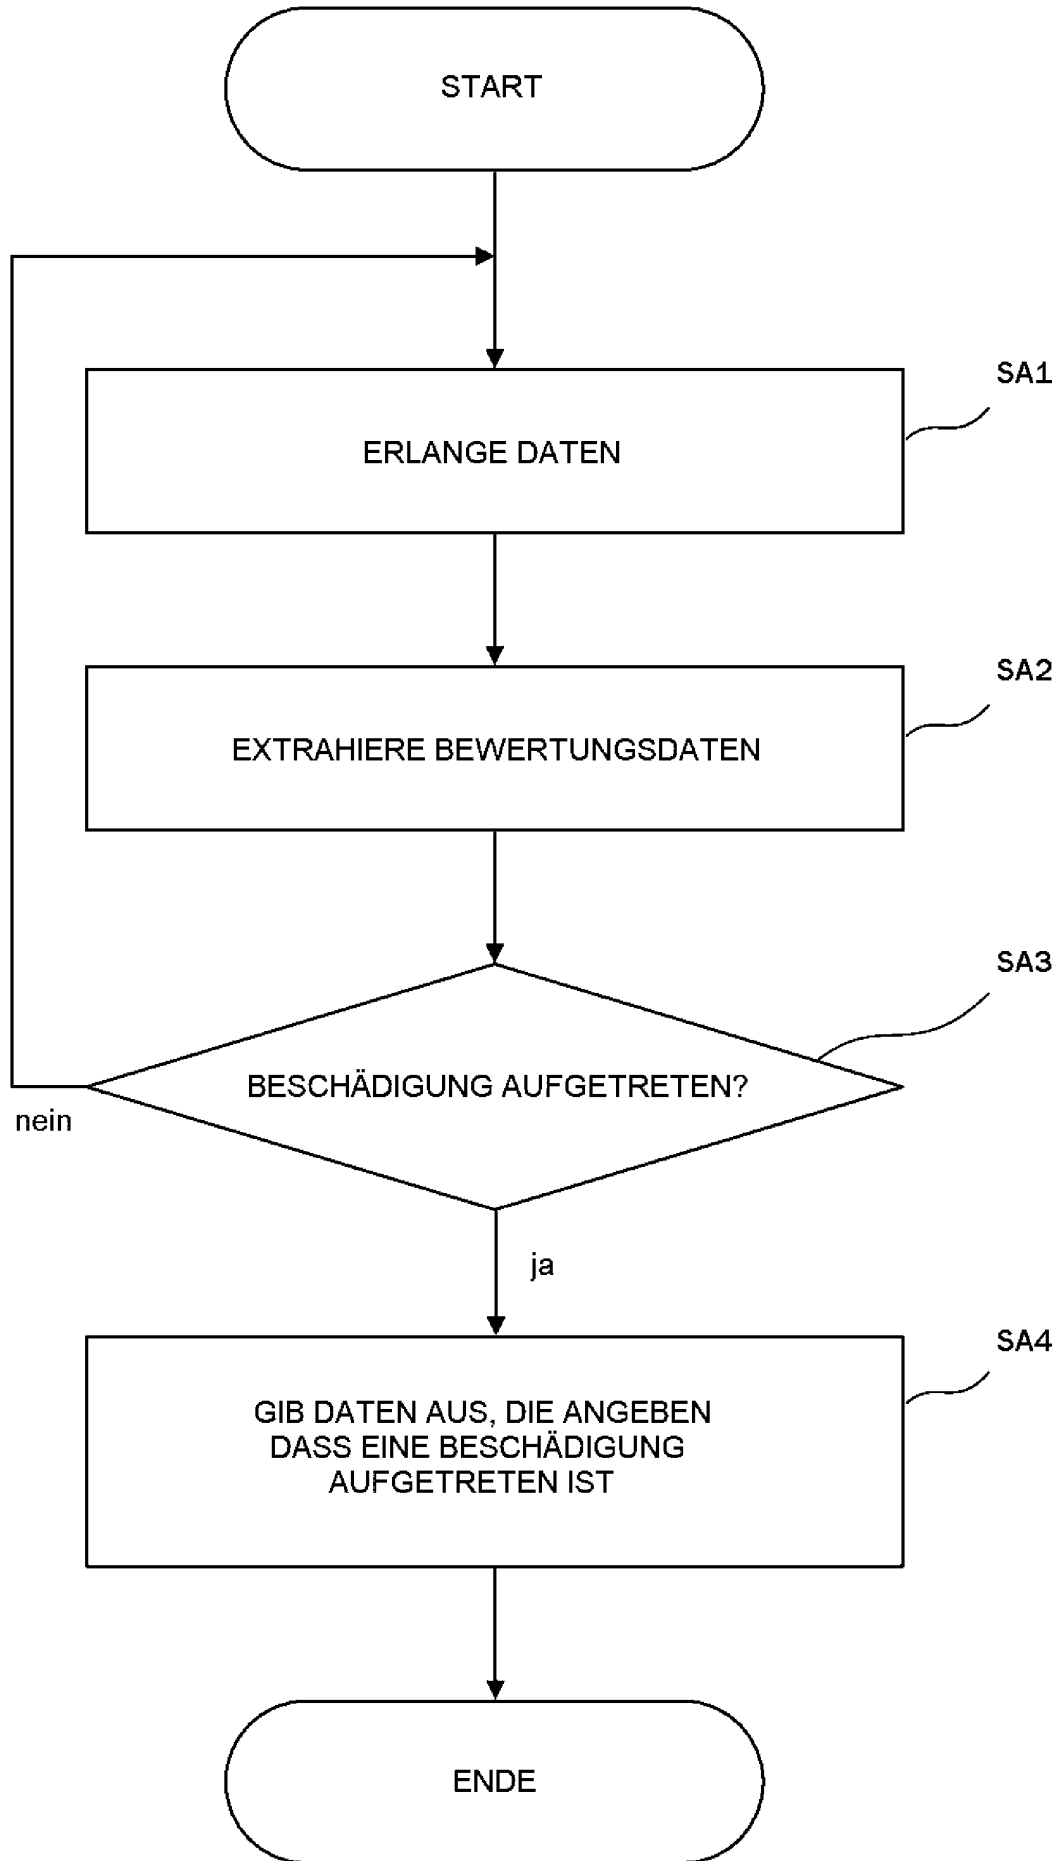 START
SA1
ERLANGE DATEN
SA2
EXTRAHIERE BEWERTUNGSDATEN
SA3
BESCHÄDIGUNG AUFGETRETEN?
nein
ja
SA4
GIB DATEN AUS, DIE ANGEBEN
DASS EINE BESCHÄDIGUNG
AUFGETRETEN IST
ENDE